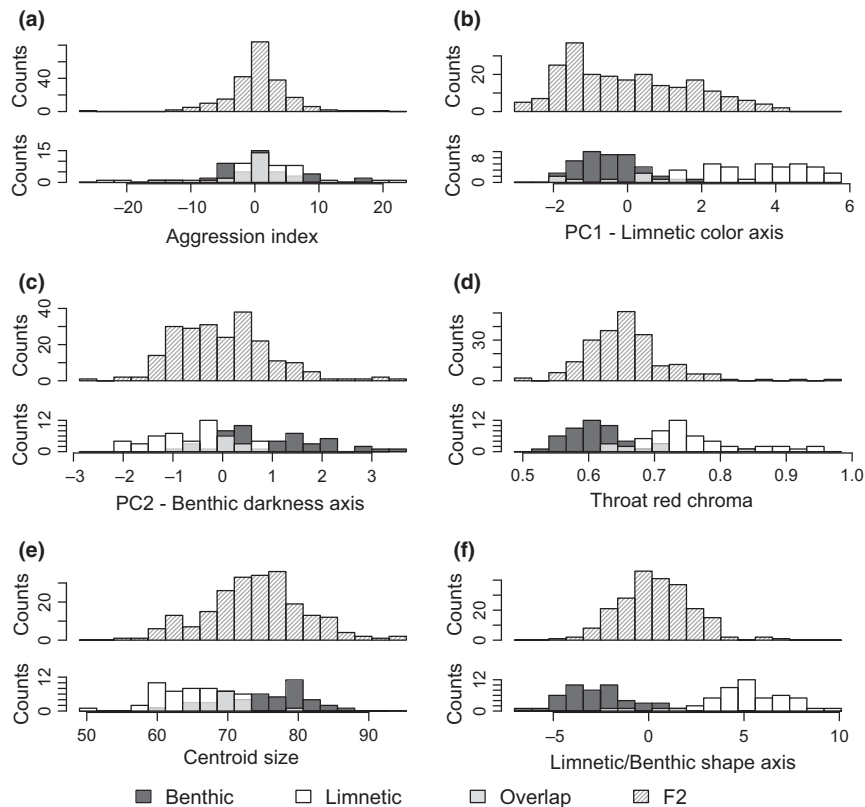 (a)
Counts
40
0
Counts
15
0
−20 −10 0 10 20
Aggression index
(b)
Counts
20
0
Counts
8
0
−2 0 2 4 6
PC1 - Limnetic color axis
(c)
Counts
40
20
0
Counts
12
0
−3 −2 −1 0 1 2 3
PC2 - Benthic darkness axis
(d)
Counts
30
0
Counts
12
0
0.5 0.6 0.7 0.8 0.9 1.0
Throat red chroma
(e)
Counts
20
0
Counts
12
0
50 60 70 80 90
Centroid size
(f)
Counts
20
0
Counts
12
0
−5 0 5 10
Limnetic/Benthic shape axis
Benthic Limnetic Overlap F2